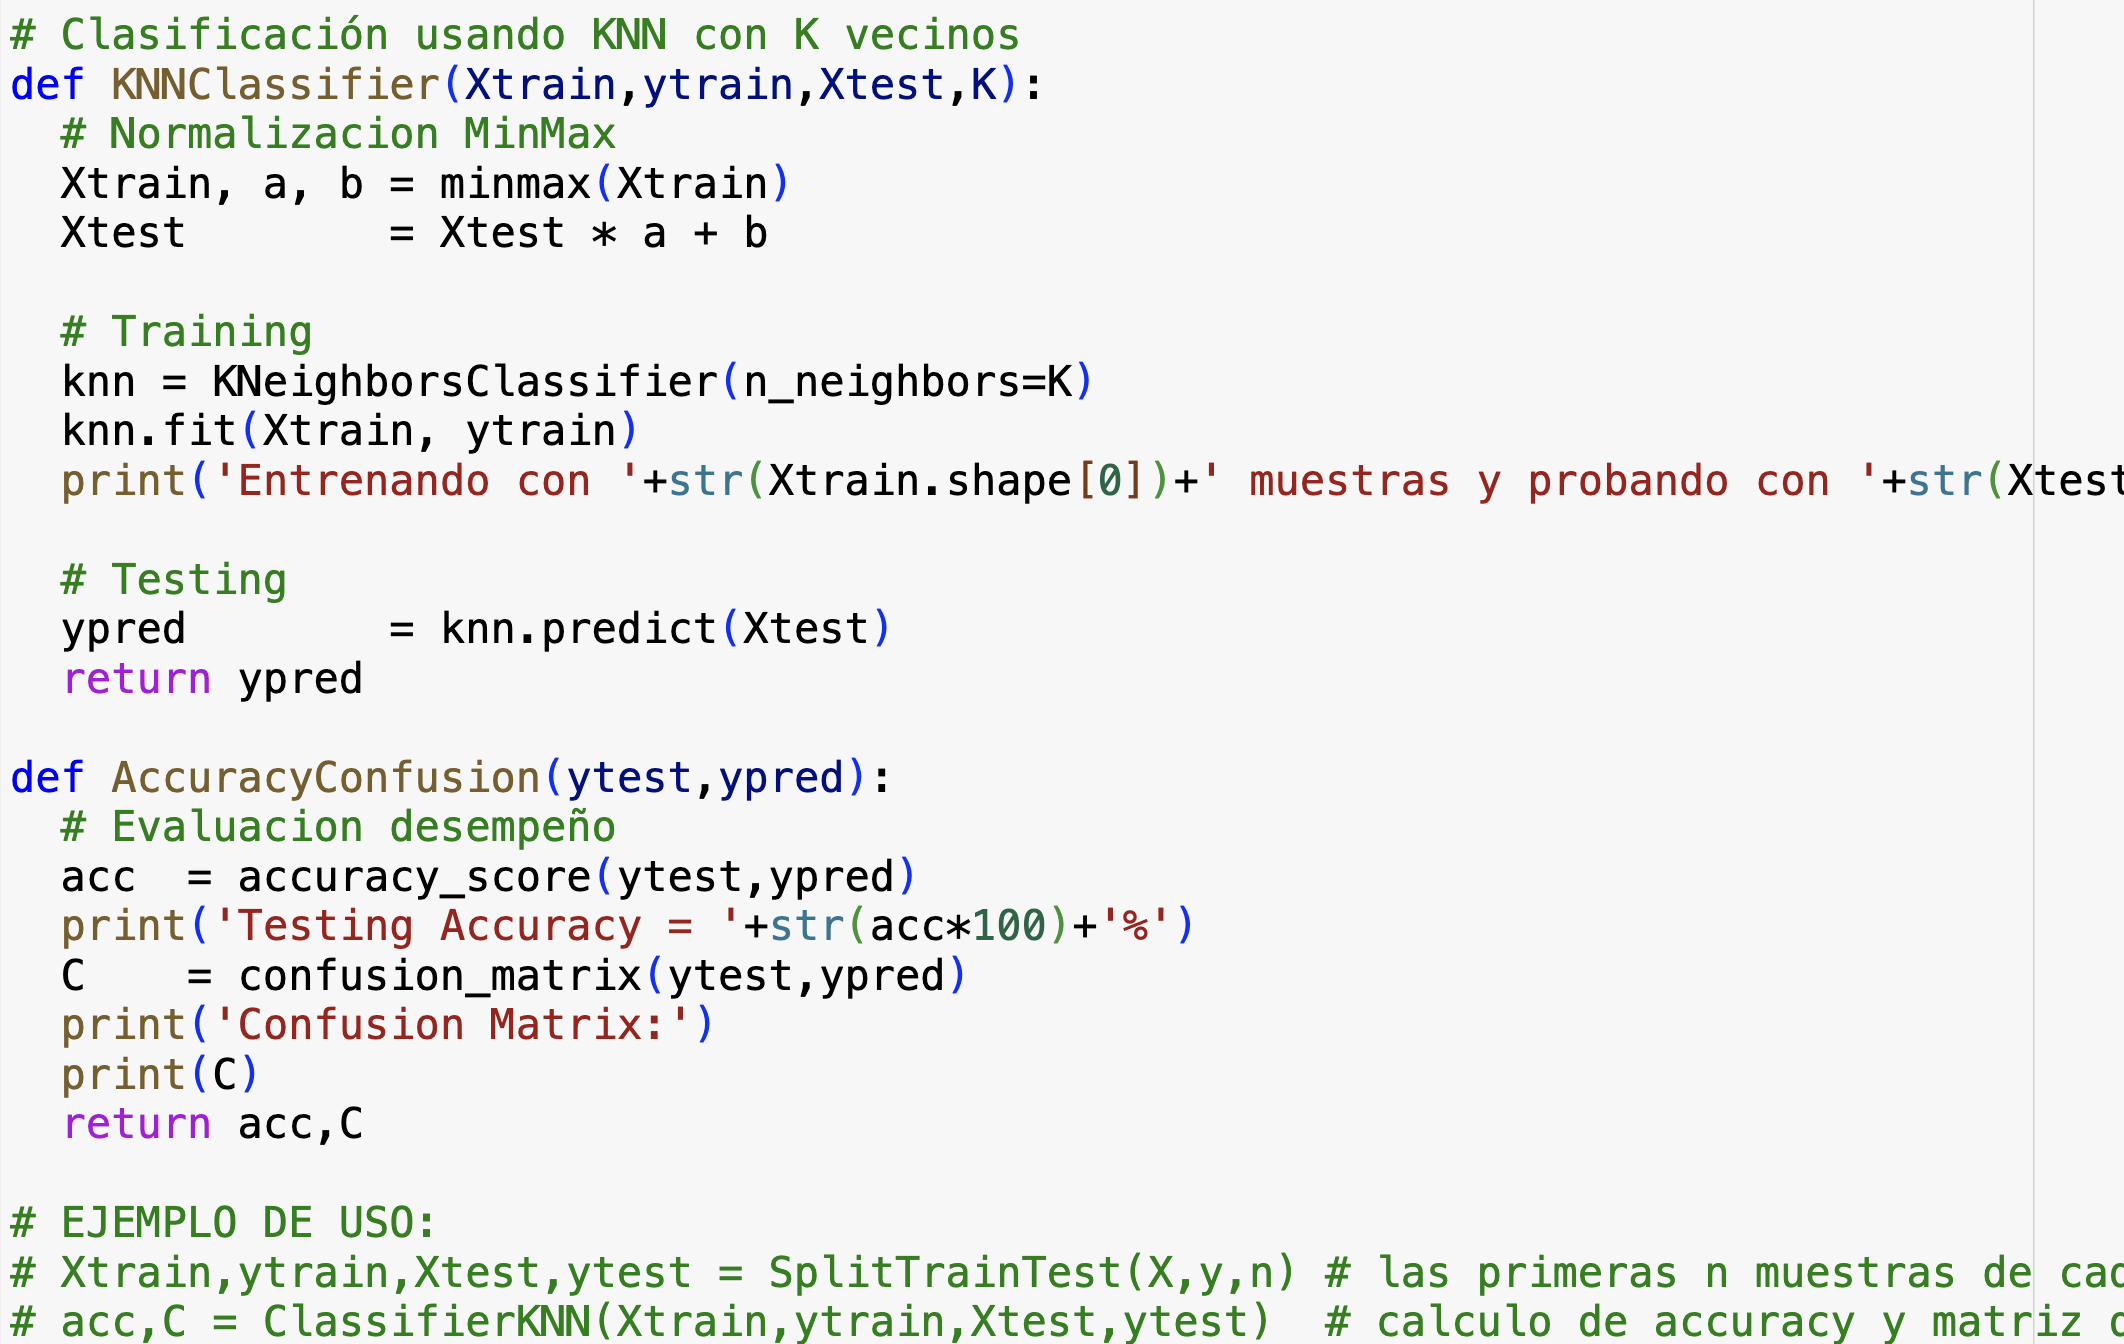 # Clasificación usando KNN con K vecinos
def KNNClassifier(Xtrain,ytrain,Xtest,K):
  # Normalizacion MinMax
  Xtrain, a, b = minmax(Xtrain)
  Xtest        = Xtest * a + b

  # Training
  knn = KNeighborsClassifier(n_neighbors=K)
  knn.fit(Xtrain, ytrain)
  print('Entrenando con '+str(Xtrain.shape[0])+' muestras y probando con '+str(Xtest

  # Testing
  ypred        = knn.predict(Xtest)
  return ypred

def AccuracyConfusion(ytest,ypred):
  # Evaluacion desempeño
  acc  = accuracy_score(ytest,ypred)
  print('Testing Accuracy = '+str(acc*100)+'%')
  C    = confusion_matrix(ytest,ypred)
  print('Confusion Matrix:')
  print(C)
  return acc,C

# EJEMPLO DE USO:
# Xtrain,ytrain,Xtest,ytest = SplitTrainTest(X,y,n) # las primeras n muestras de
# acc,C = ClassifierKNN(Xtrain,ytrain,Xtest,ytest)  # calculo de accuracy y matriz